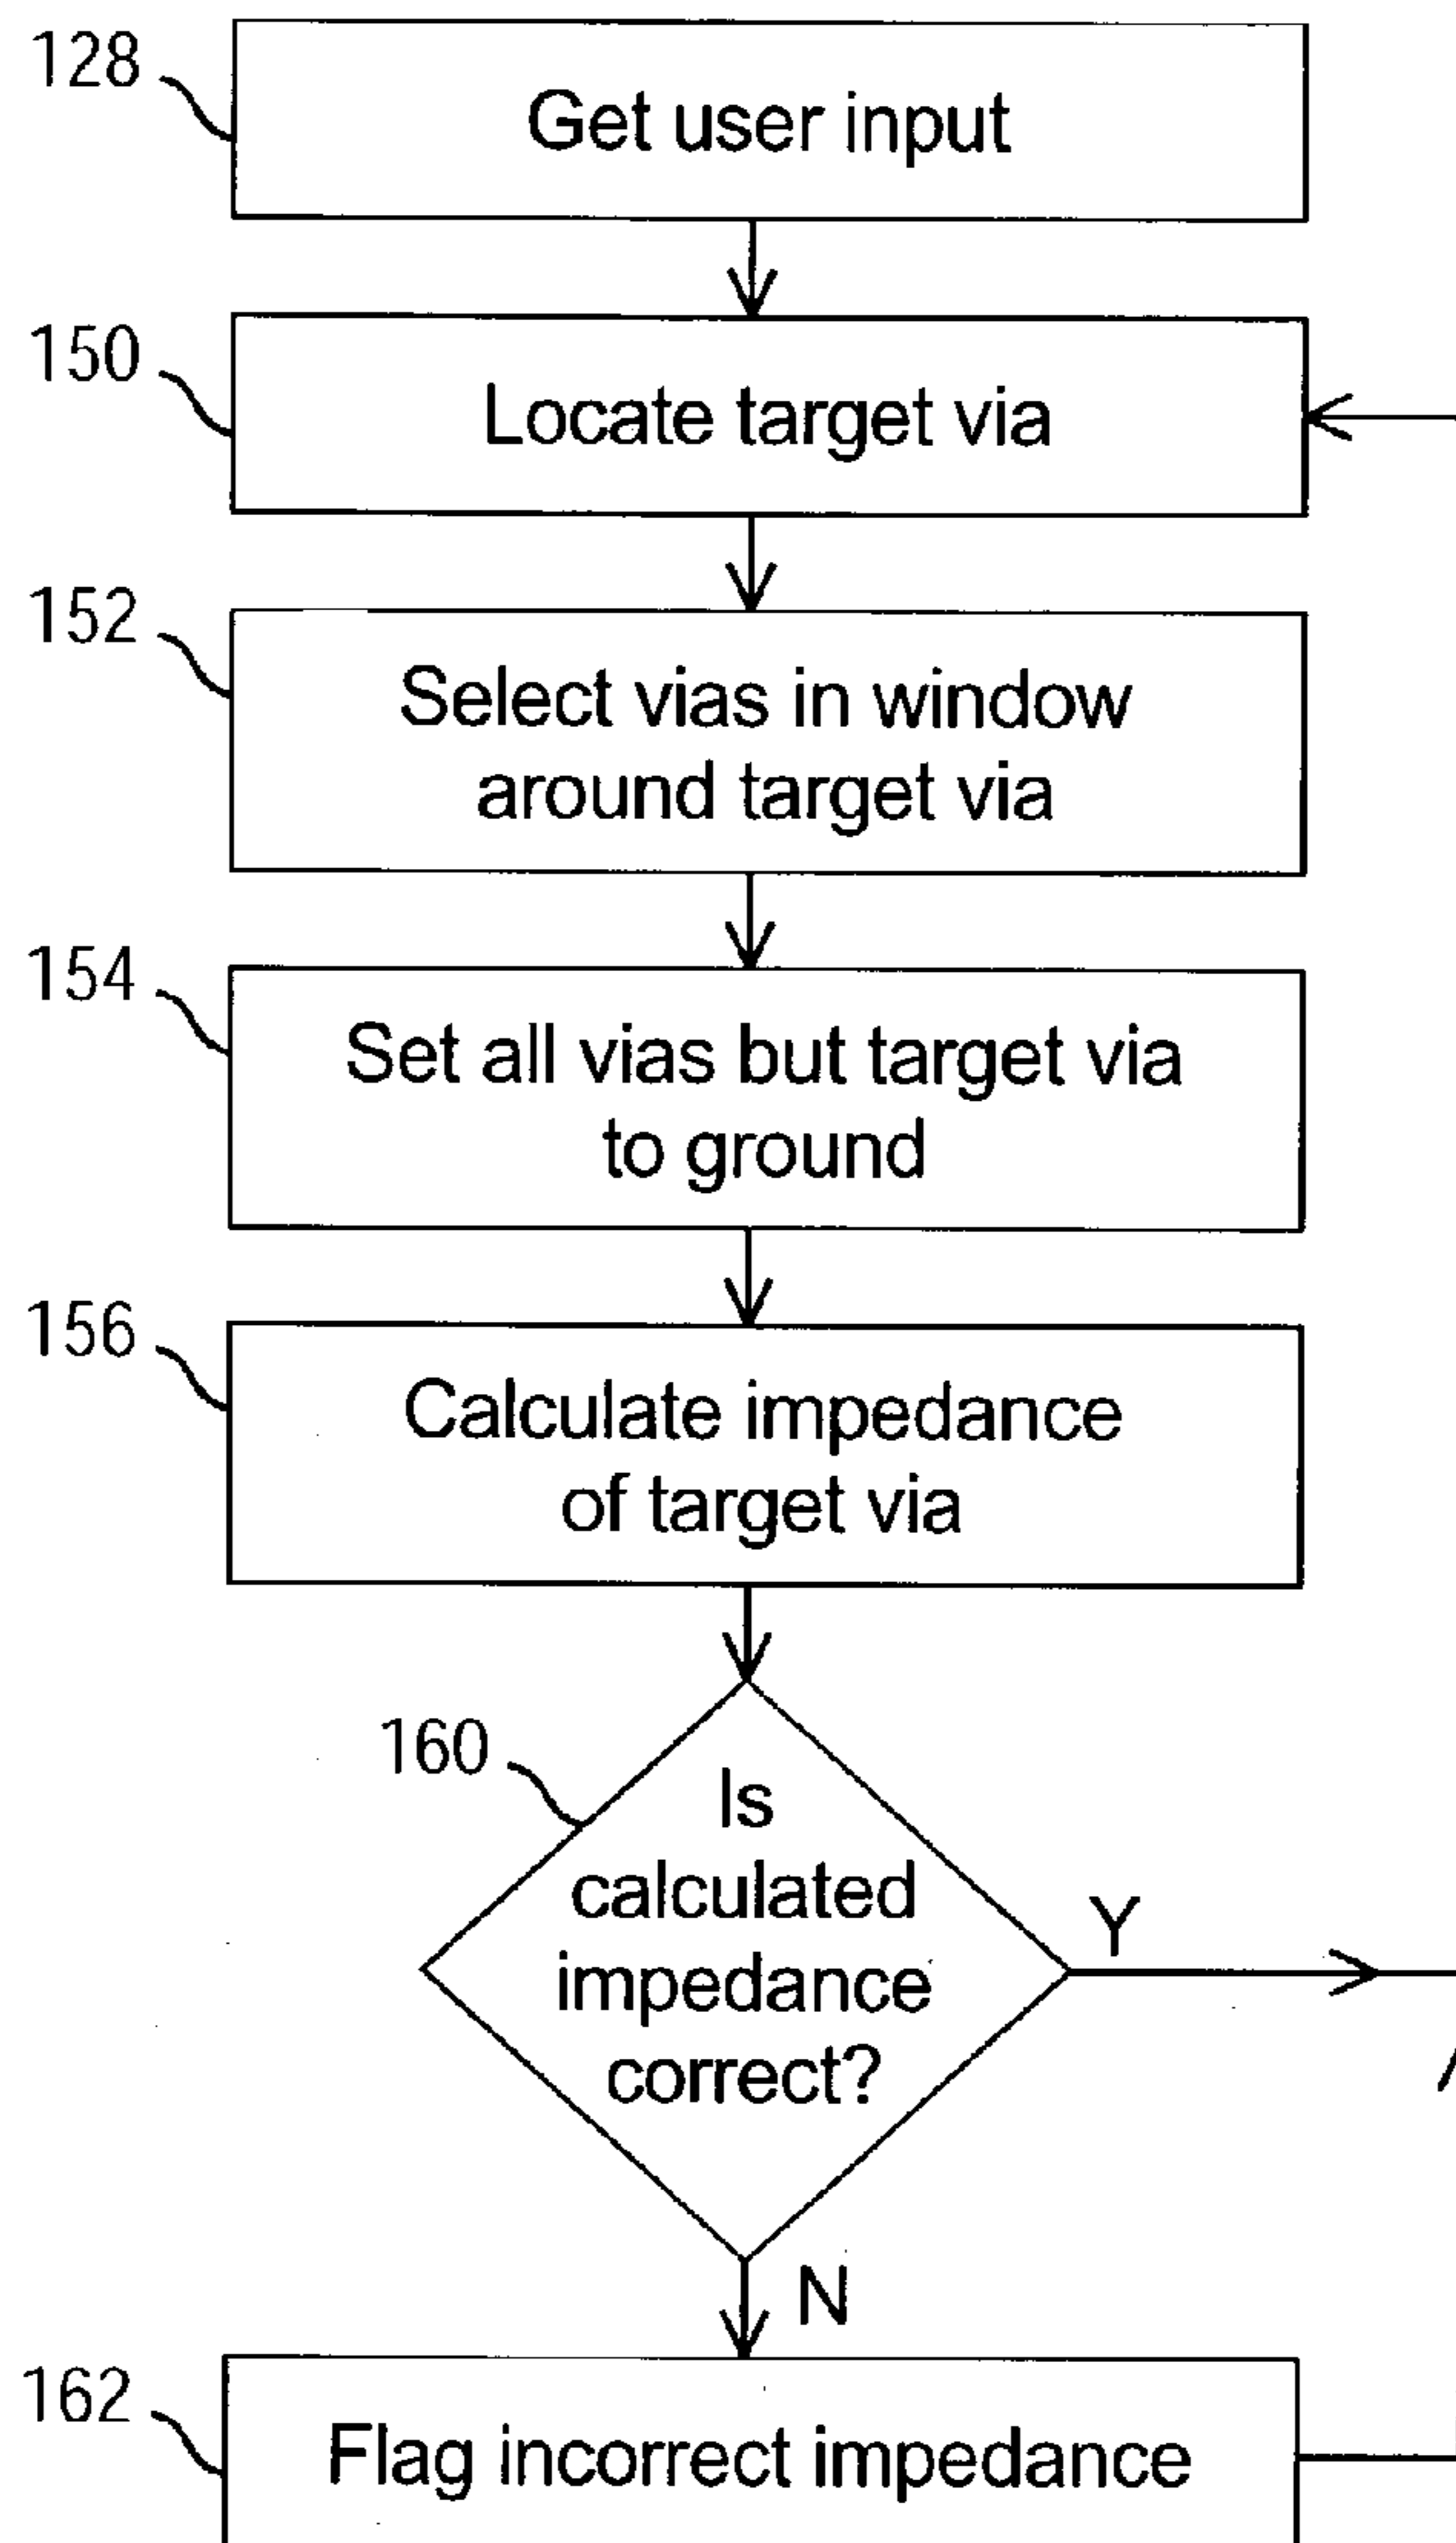 128
Get user input
150
Locate target via
152
Select vias in window
around target via
154
Set all vias but target via
to ground
156
Calculate impedance
of target via
160
Is
calculated
impedance
correct?
Y
N
162
Flag incorrect impedance